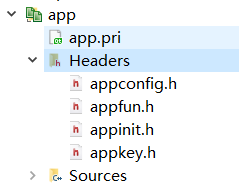 app
app.pri
Headers
appconfig.h
appfun.h
appinit.h
appkey.h
Sources